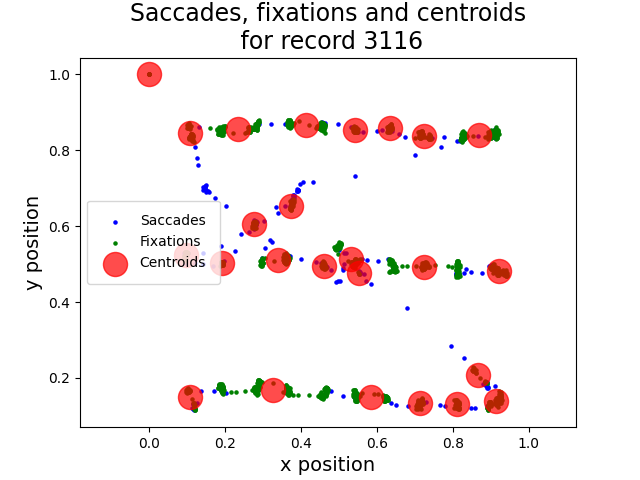 Saccades, fixations and centroids
for record 3116
1.0
0.8
0.6
0.4
0.2
y position
Saccades
Fixations
Centroids
0.0
0.2
0.4
0.6
0.8
1.0
x position